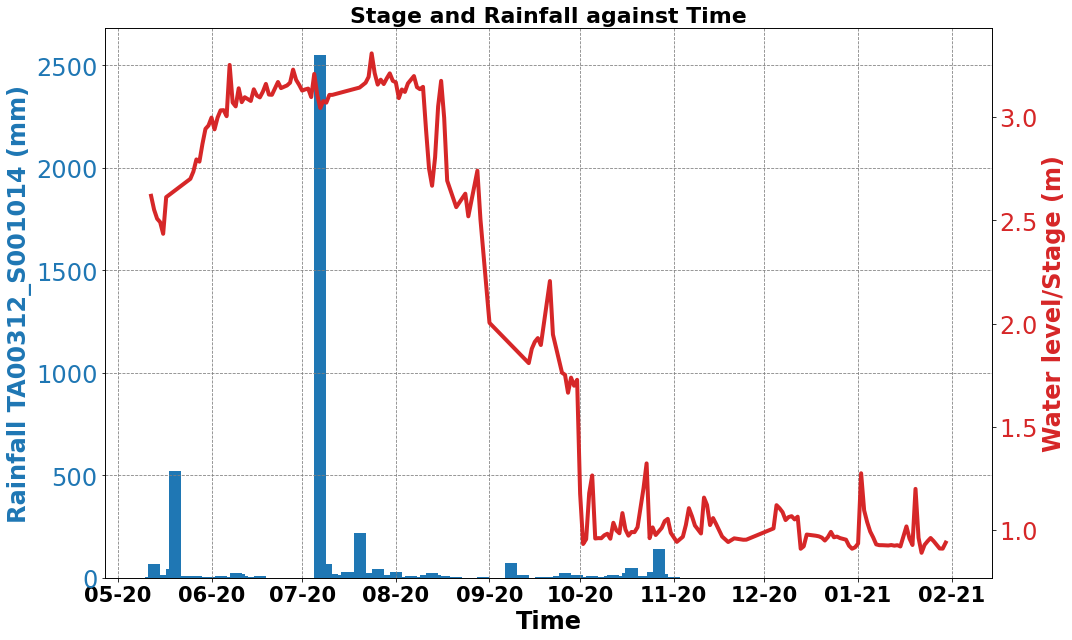 Stage and Rainfall against Time
Rainfall TA00312_S001014 (mm)
2500
2000
1500
1000
500
0
3.0
2.5
2.0
1.5
1.0
Water level/Stage (m)
05-20 06-20 07-20 08-20 09-20 10-20 11-20 12-20 01-21 02-21
Time